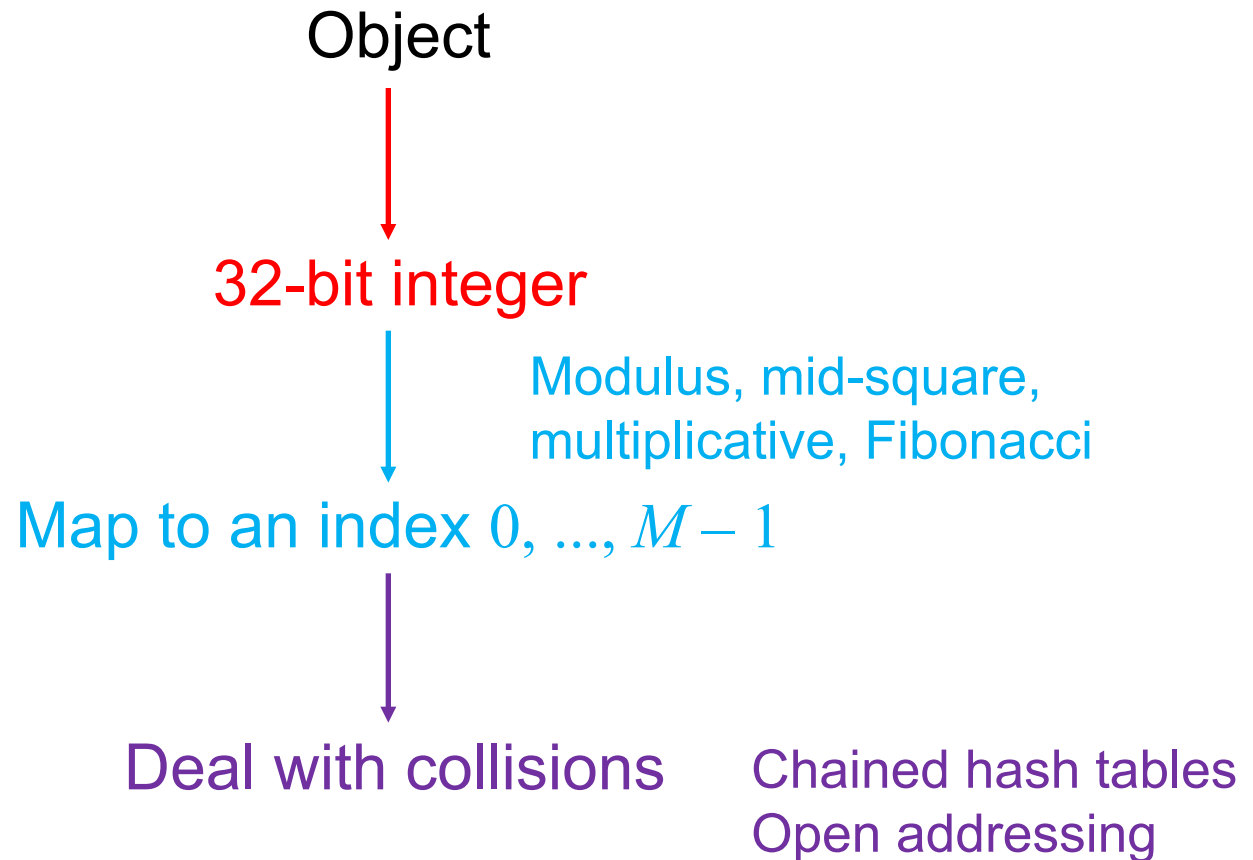 Object
32-bit integer
Modulus, mid-square,
multiplicative, Fibonacci
Map to an index 0, ..., M – 1
Deal with collisions
Chained hash tables
Open addressing